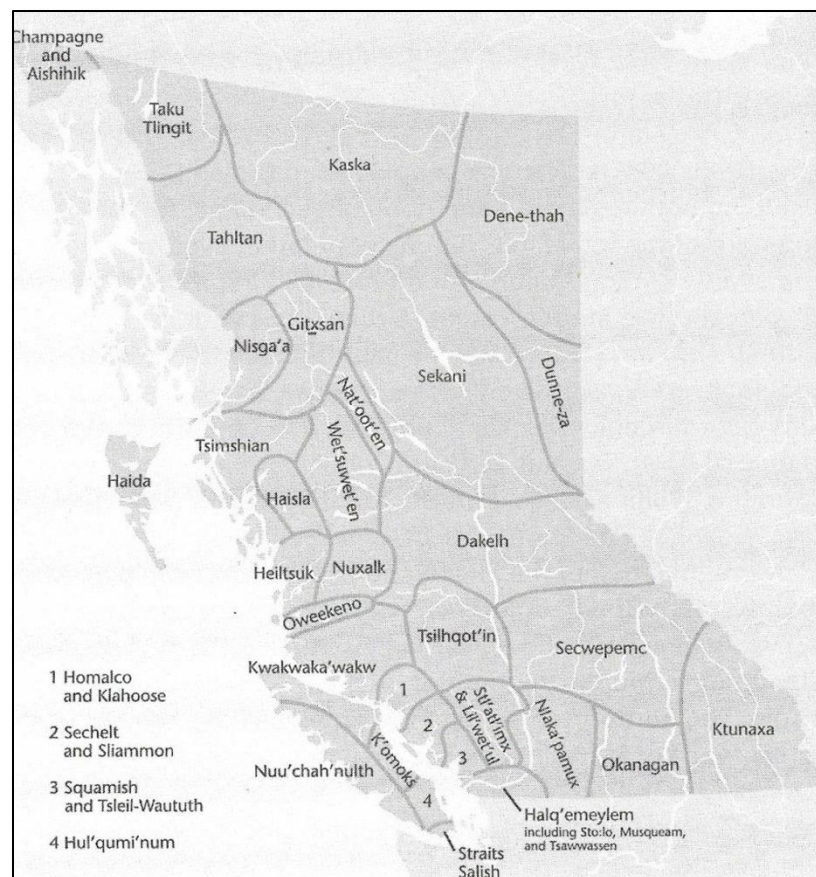 Champagne
and
Aishihik
Taku
Tlingit
Kaska
Dene-thah
Tahltan
Gitxsan
Nisga'a
Sekani
Dunne-za
Nat'oot'en
Wet'suwet'en
Tsimshian
Haida
Haisla
Dakelh
Heiltsuk
Nuxalk
Oweekeno
Tsilhqot'in
Secwepemc
Kwakwaka'wakw
1
1 Homalco
and Klahoose
Stl'atl'imx
& Lil'wet'ul
Nlaka'pamux
Ktunaxa
2
2 Sechelt
and Sliammon
K'omoks
3
Okanagan
Nuu'chah'nulth
3 Squamish
and Tsleil-Waututh
4
Halq'emeylem
including Sto:lo, Musqueam,
and Tsawwassen
4 Hul'qumi'num
Straits
Salish